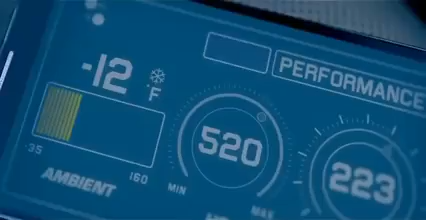 PERFORMANCE
-12
°F
520
223
35
160
AMBIENT
MIN
MAX